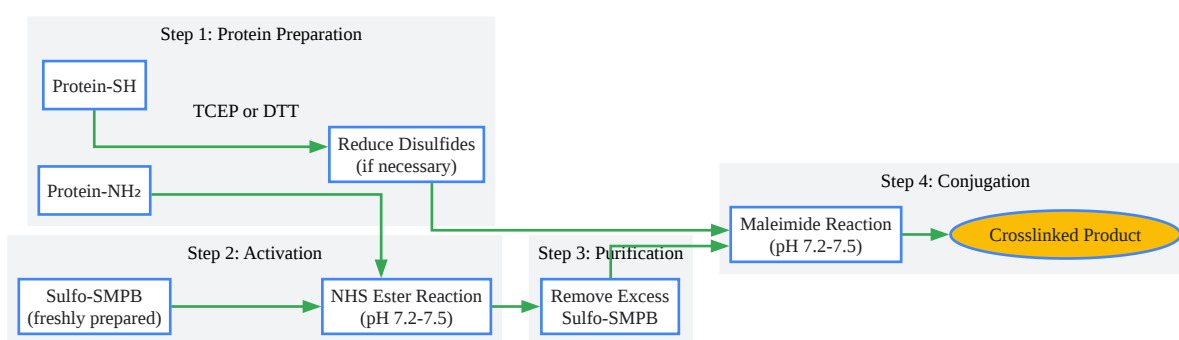 Step 1: Protein Preparation
Protein-SH
TCEP or DTT
Reduce Disulfides
(if necessary)
Protein-NH₂
Step 2: Activation
Sulfo-SMPB
(freshly prepared)
NHS Ester Reaction
(pH 7.2-7.5)
Step 3: Purification
Remove Excess
Sulfo-SMPB
Step 4: Conjugation
Maleimide Reaction
(pH 7.2-7.5)
Crosslinked Product